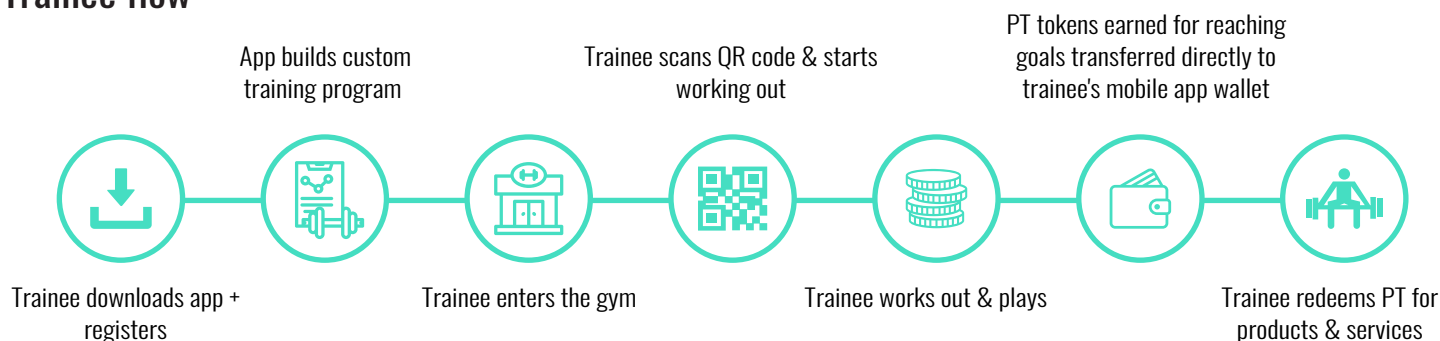 Trainee flow
App builds custom
training program
Trainee scans QR code & starts
working out
PT tokens earned for reaching
goals transferred directly to
trainee's mobile app wallet
Trainee downloads app +
registers
Trainee enters the gym
Trainee works out & plays
Trainee redeems PT for
products & services